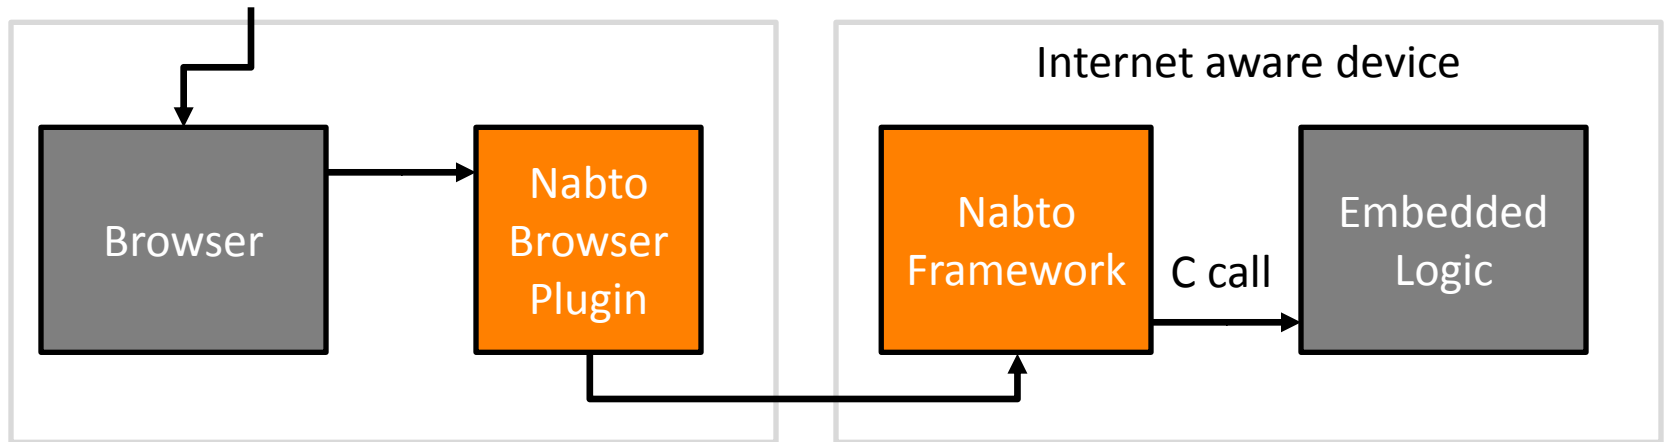 Internet aware device
Browser
Nabto
Browser
Plugin
Nabto
Framework
C call
Embedded
Logic